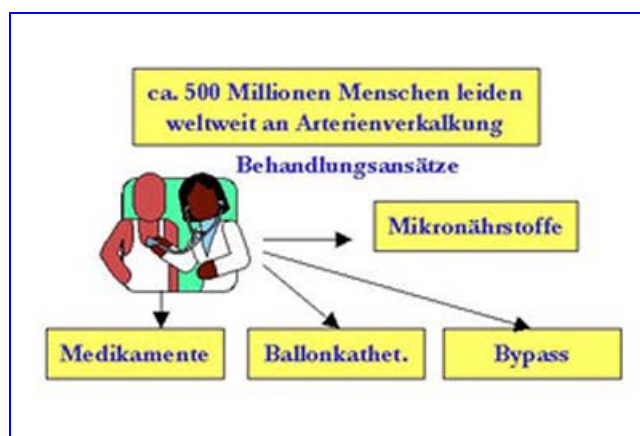 ca. 500 Millionen Menschen leiden
weltweit an Arterienverkalkung
Behandlungsansätze
Mikronährstoffe
Medikamente
Ballonkathet.
Bypass